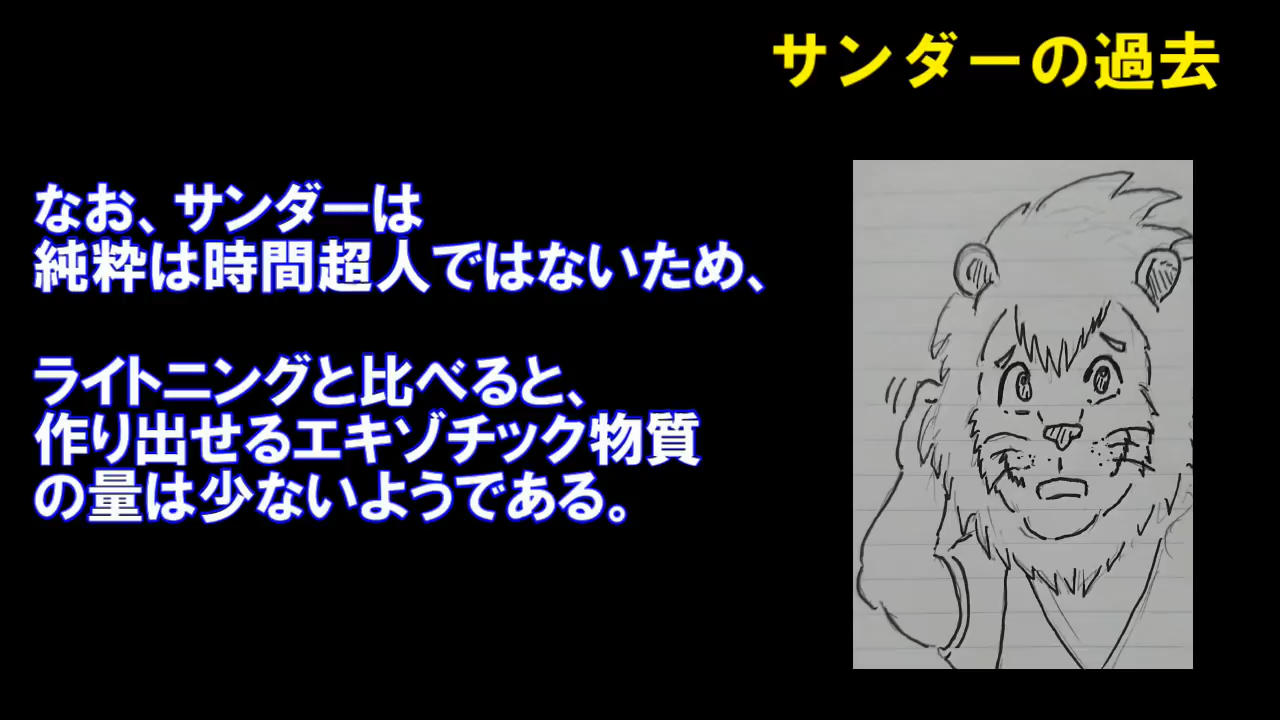 サンダーの過去
なお、サンダーは
純粋は時間超人ではないため、
ライトニングと比べると、
作り出せるエキゾチック物質
の量は少ないようである。